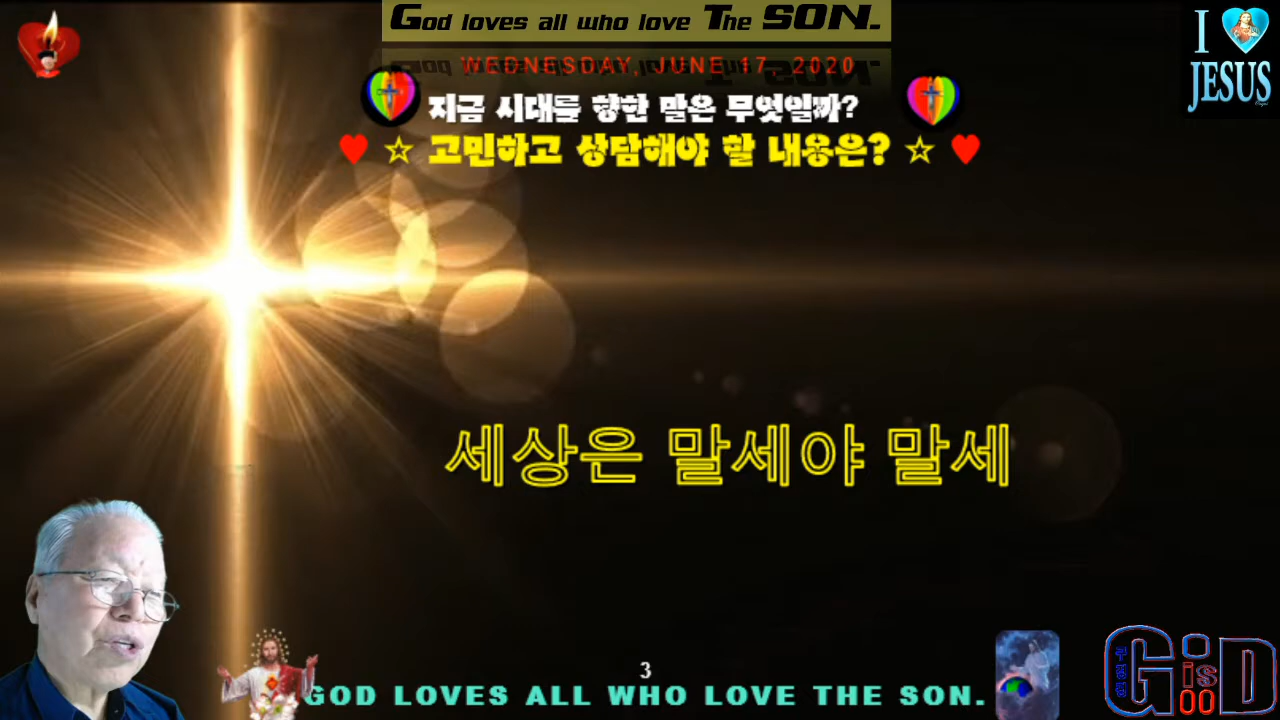 God loves all who love The SON.
WEDNESDAY, JUNE 17, 2020
I
JESUS
지금 시대를 향한 말은 무엇일까?
♥ ☆ 고민하고 상담해야 할 내용은? ☆ ♥
세상은 말세야 말세
3
GOD LOVES ALL WHO LOVE THE SON.
G is D